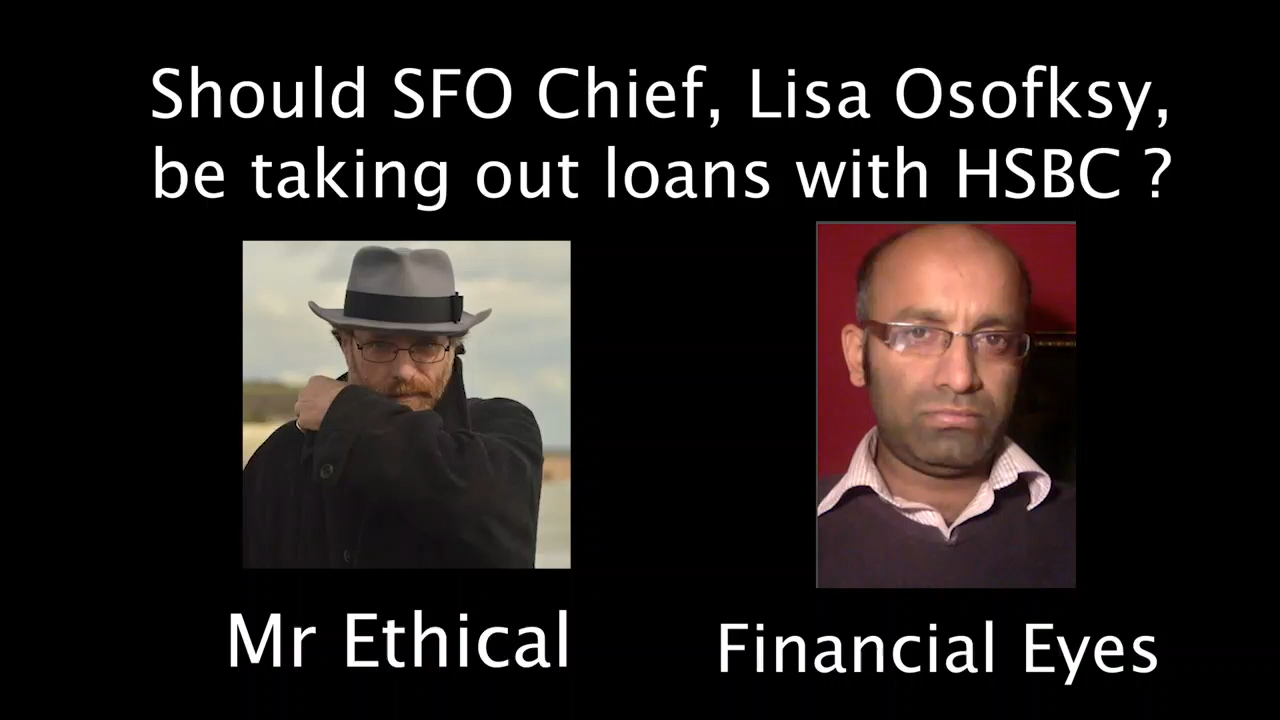 Should SFO Chief, Lisa Osofksy,
be taking out loans with HSBC ?
Mr Ethical
Financial Eyes